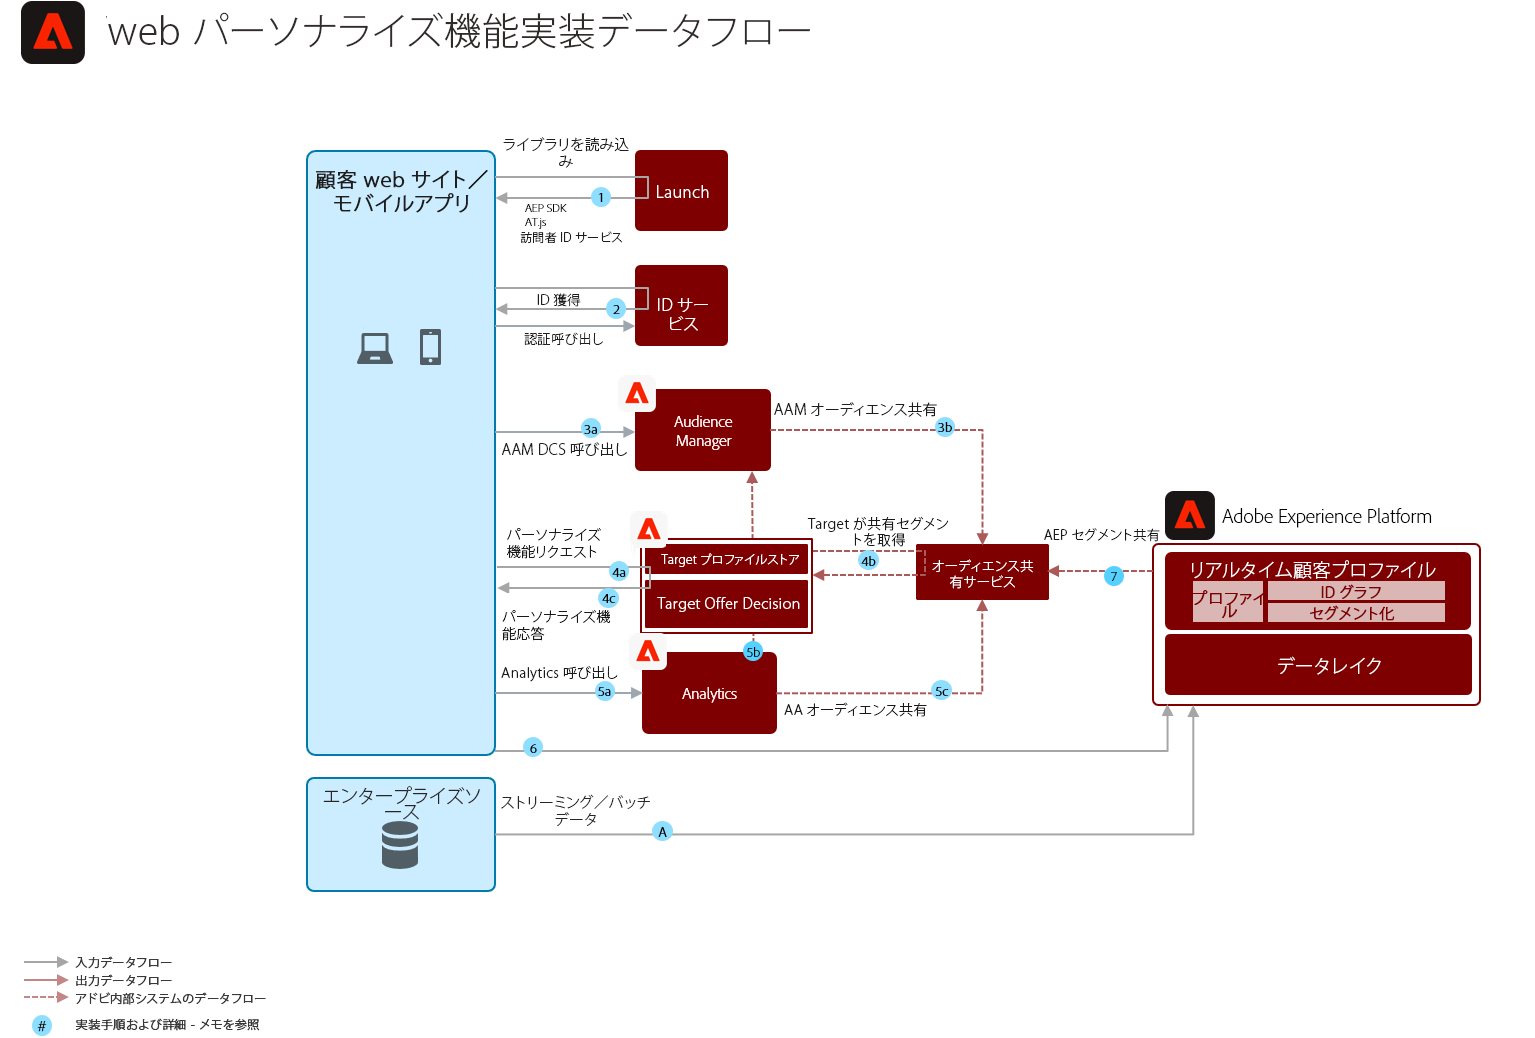 web パーソナライズ機能実装データフロー
顧客 web サイト／
モバイルアプリ
ライブラリを読み込
み
1
AEP SDK
AT.js
訪問者 ID サービス
Launch
ID 獲得
2
認証呼び出し
ID サー
ビス
3a
AAM DCS 呼び出し
Audience
Manager
AAM オーディエンス共有
3b
パーソナライズ
機能リクエスト
4a
4c
パーソナライズ機
能応答
Target プロファイルストア
Target Offer Decision
Target が共有セグメン
トを取得
4b
オーディエンス共
有サービス
AEP セグメント共有
7
Adobe Experience Platform
リアルタイム顧客プロファイル
プロファイ
ル
ID グラフ
セグメント化
データレイク
Analytics 呼び出し
5a
5b
Analytics
5c
AA オーディエンス共有
6
エンタープライズソ
ース
ストリーミング／バッチ
データ
A
入力データフロー
出力データフロー
アドビ内部システムのデータフロー
# 実装手順および詳細 - メモを参照